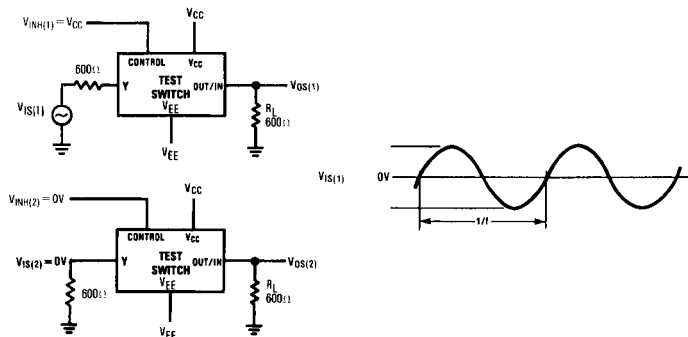 V_INH(1) = V_CC
V_CC
600Ω
CONTROL
V_CC
Y
TEST
SWITCH
OUT/IN
V_OS(1)
V_IS(1)
V_EE
R_L
600Ω
V_EE
V_IS(1)
0V
1/f
V_INH(2) = 0V
V_CC
CONTROL
V_CC
V_IS(2) = 0V
Y
TEST
SWITCH
OUT/IN
V_OS(2)
600Ω
V_EE
R_L
600Ω
V_EE